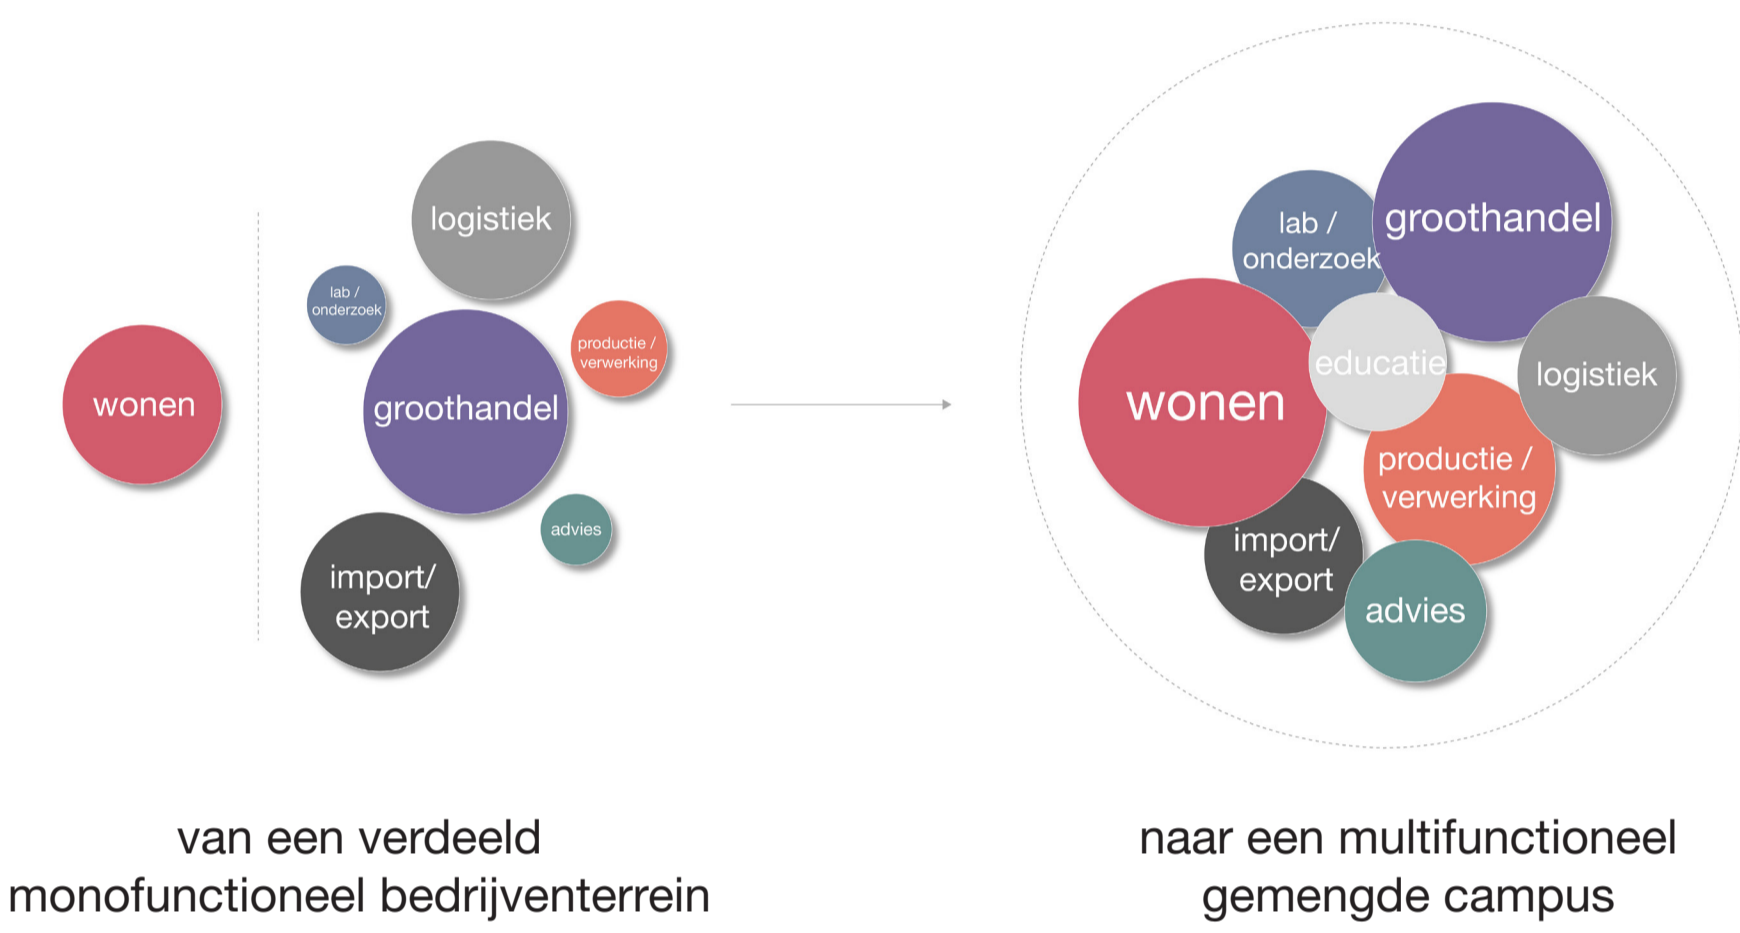 logistiek
lab /
onderzoek
productie /
verwerking
wonen
groothandel
advies
import/
export
van een verdeeld
monofunctioneel bedrijventerrein
groothandel
lab /
onderzoek
educatie
logistiek
wonen
productie /
verwerking
import/
export
advies
naar een multifunctioneel
gemengde campus